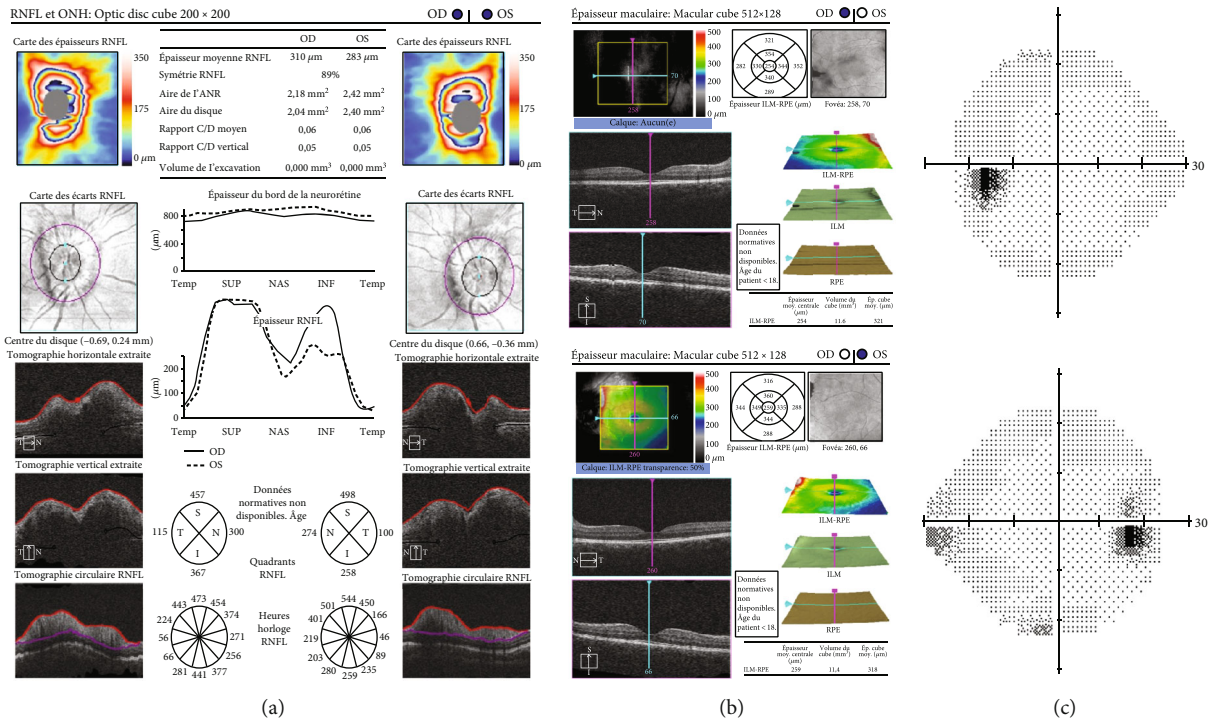 RNFL et ONH: Optic disc cube 200 × 200
OD OS
Carte des épaisseurs RNFL
350
175
0 µm
OD OS
Épaisseur moyenne RNFL 310 µm 283 µm
Symétrie RNFL 89%
Aire de l'ANR 2,18 mm² 2,42 mm²
Aire du disque 2,04 mm² 2,40 mm²
Rapport C/D moyen 0,06 0,06
Rapport C/D vertical 0,05 0,05
Volume de l'excavation 0,000 mm³ 0,000 mm³
Carte des épaisseurs RNFL
350
175
0 µm
Carte des écarts RNFL
Centre du disque (–0.69, 0.24 mm)
Tomographie horizontale extraite
T N
Tomographie vertical extraite
T N
Tomographie circulaire RNFL
Épaisseur du bord de la neurorétine
(µm)
800
400
0
Temp SUP NAS INF Temp
Épaisseur RNFL
(µm)
200
100
0
Temp SUP NAS INF Temp
OD
OS
457
S
115 T N 300
I
367
Données
normatives non
disponibles. Âge
Quadrants
RNFL
498
S
274 N T 100
I
258
473
443 454
224 374
56 271
66 256
281 377
441
Heures
horloge
RNFL
544
501 450
401 166
219 46
203 89
280 235
259
Carte des écarts RNFL
Centre du disque (0.66, –0.36 mm)
Tomographie horizontale extraite
T N
Tomographie vertical extraite
T N
Tomographie circulaire RNFL
(a)
Épaisseur maculaire: Macular cube 512×128
OD OS
70
258
Calque: Aucun(e)
500
400
300
200
100
0 µm
321
354
282 330 254 344 352
340
289
Épaisseur ILM-RPE (µm)
Fovéa: 258, 70
T N
258
S
I
70
ILM-RPE
ILM
RPE
Données
normatives
non
disponibles.
Âge du
patient < 18.
Épaisseur moy. centrale (µm) Volume du cube (mm³) Ép. cube moy. (µm)
ILM-RPE 254 11.6 321
Épaisseur maculaire: Macular cube 512 × 128
OD OS
66
260
Calque: ILM-RPE transparence: 50%
500
400
300
200
100
0 µm
316
360
344 349 259 335 288
344
288
Épaisseur ILM-RPE (µm)
Fovéa: 260, 66
N T
260
S
I
66
ILM-RPE
ILM
RPE
Données
normatives
non
disponibles.
Âge du
patient < 18.
Épaisseur moy. centrale (µm) Volume du cube (mm³) Ép. cube moy. (µm)
ILM-RPE 259 11.4 318
(b)
30
30
(c)